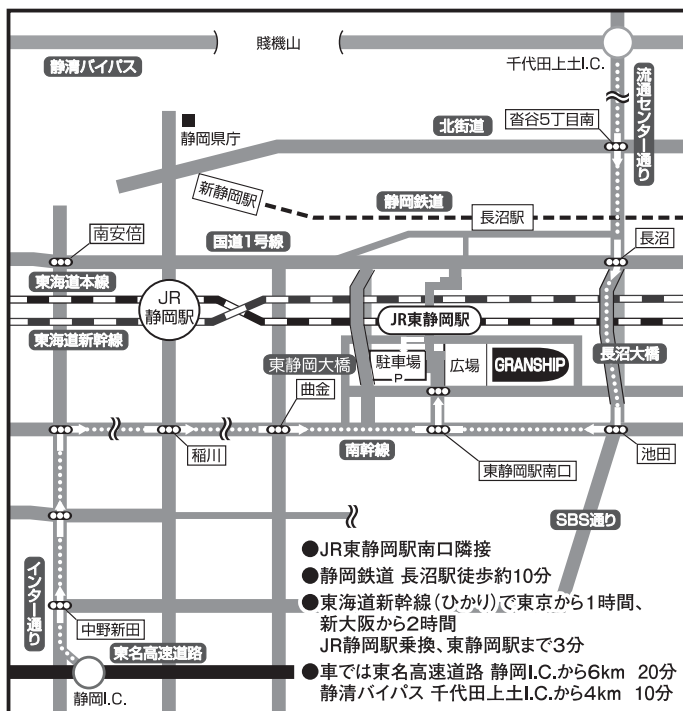 賤機山
千代田上土I.C.
静清バイパス
流通センター通り
静岡県庁
北街道
沓谷5丁目南
新静岡駅
静岡鉄道
長沼駅
南安倍
国道1号線
長沼
東海道本線
JR
静岡駅
JR東静岡駅
東海道新幹線
東静岡大橋
駐車場
P
広場
GRANSHIP
長沼大橋
曲金
稲川
南幹線
東静岡駅南口
池田
SBS通り
インター通り
中野新田
東名高速道路
静岡I.C.
●JR東静岡駅南口隣接
●静岡鉄道 長沼駅徒歩約10分
●東海道新幹線(ひかり)で東京から1時間、
新大阪から2時間
JR静岡駅乗換、東静岡駅まで3分
●車では東名高速道路 静岡I.C.から6km 20分
静清バイパス 千代田上土I.C.から4km 10分